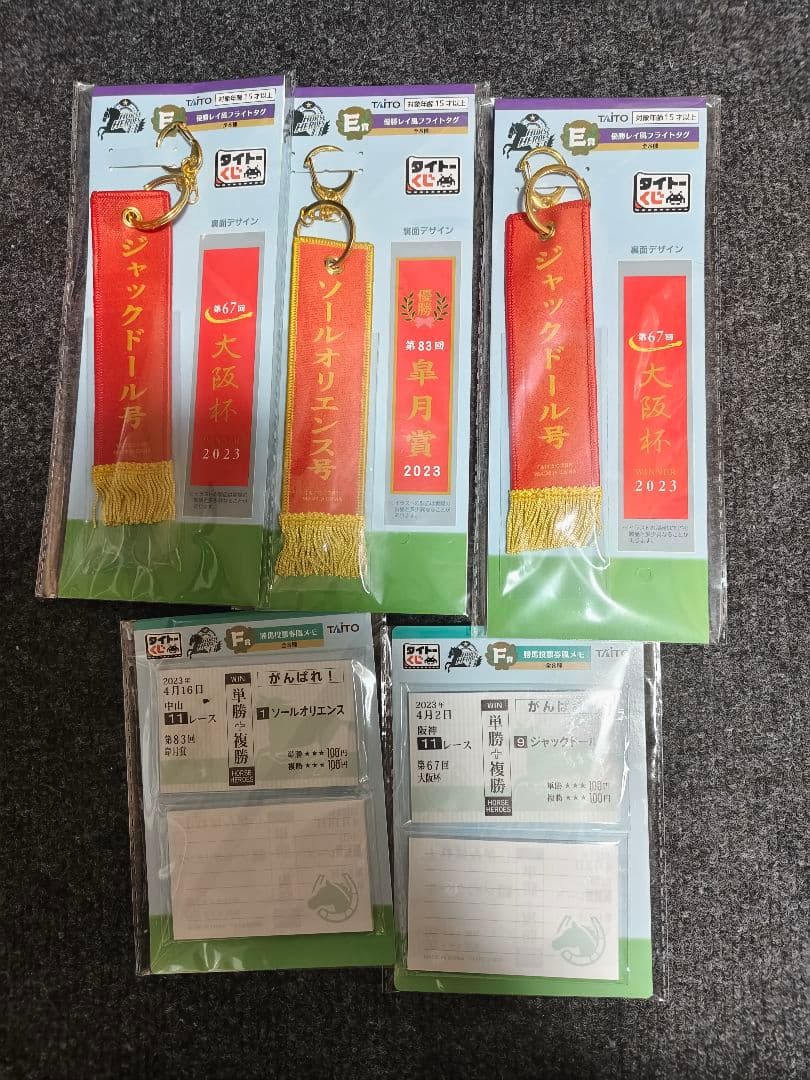 HORSE HEROES
E賞
TAITO 対象年齢15才以上
優勝レイ風フライトタグ
タイトーくじ
裏面デザイン
ジャックドール号
第67回
大阪杯
WINNER
2023
HORSE HEROES
E賞
TAITO 対象年齢15才以上
優勝レイ風フライトタグ
全8種
タイトーくじ
裏面デザイン
ソールオリエンス号
優勝
第83回
皐月賞
2023
E賞
TAITO 対象年齢15才以上
優勝レイ風フライトタグ
全8種
タイトーくじ
裏面デザイン
ジャックドール号
第67回
大阪杯
WINNER
2023
タイトーくじ
F賞
勝馬投票券風メモ
全8種
TAITO
2023年
4月16日
中山
11レース
第83回
皐月賞
WIN
単勝+複勝
HORSE
HEROES
がんばれ!
1 ソールオリエンス
単勝★★★100円
複勝★★★100円
タイトーくじ
F賞
勝馬投票券風メモ
全8種
TAITO
2023年
4月2日
阪神
11レース
第67回
大阪杯
WIN
単勝+複勝
HORSE
HEROES
がんば
9 ジャックドール
単勝★★★100円
複勝★★★100円